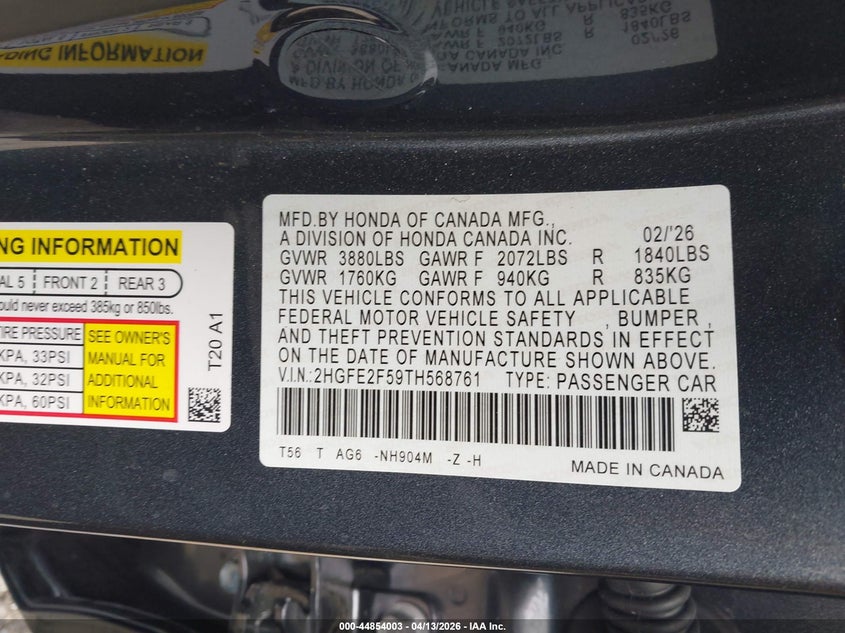 MFD.BY HONDA OF CANADA MFG.,
A DIVISION OF HONDA CANADA INC. 02/'26
GVWR 3880LBS GAWR F 2072LBS R 1840LBS
GVWR 1760KG GAWR F 940KG R 835KG
THIS VEHICLE CONFORMS TO ALL APPLICABLE
FEDERAL MOTOR VEHICLE SAFETY , BUMPER ,
AND THEFT PREVENTION STANDARDS IN EFFECT
ON THE DATE OF MANUFACTURE SHOWN ABOVE.
V.I.N.:2HGFE2F59TH568761 TYPE: PASSENGER CAR
T56 T AG6 -NH904M -Z -H
MADE IN CANADA
INFORMATION
5 FRONT 2 REAR 3
never exceed 385kg or 850lbs.
PRESSURE
KPA, 33PSI
KPA, 32PSI
KPA, 60PSI
SEE OWNER'S
MANUAL FOR
ADDITIONAL
INFORMATION
T20 A1
000-44854003 - 04/13/2026 - IAA Inc.